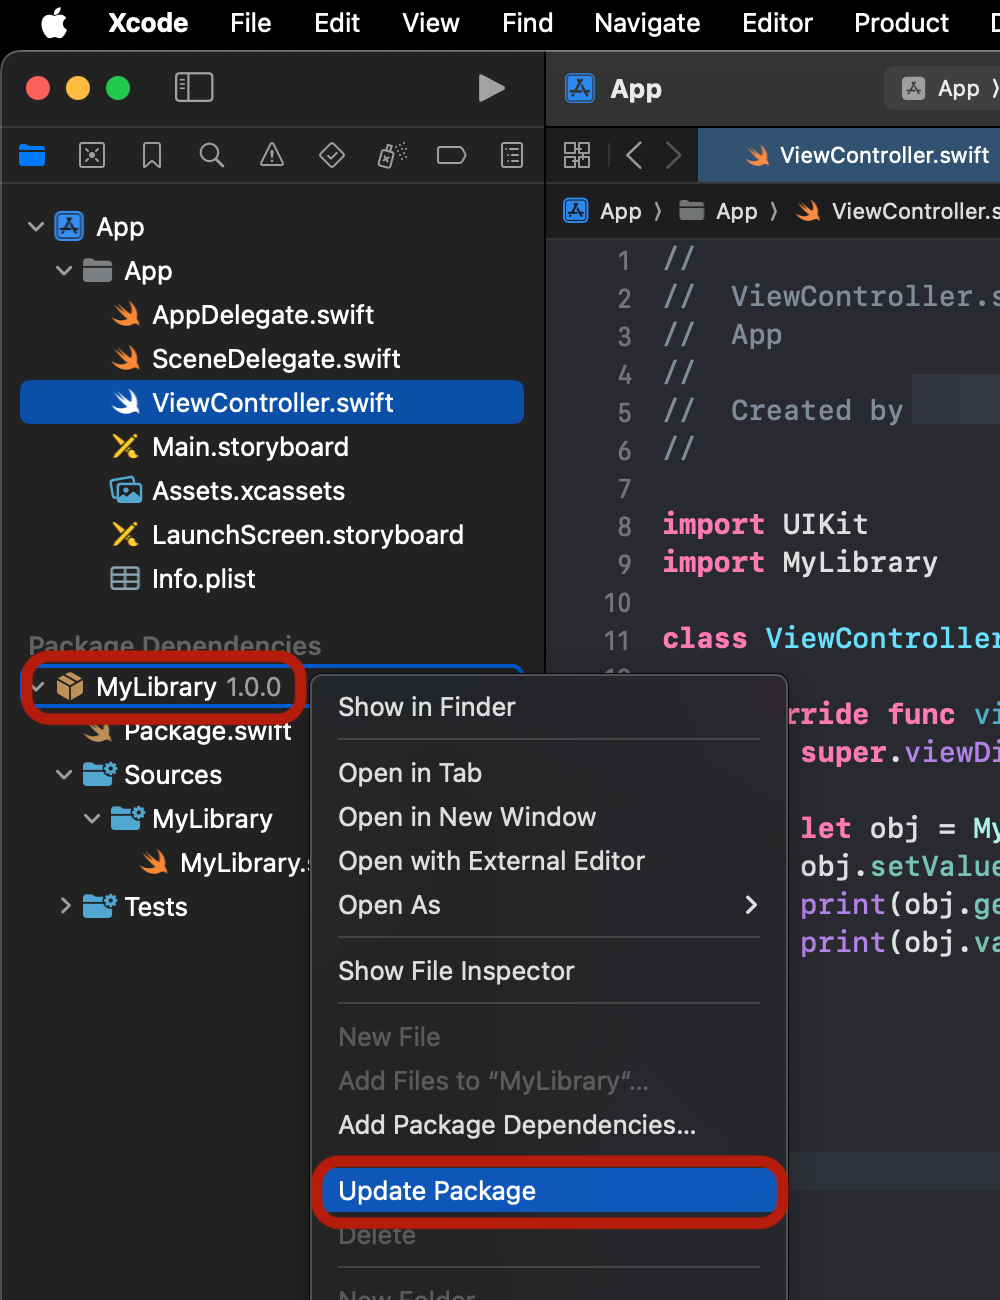 Xcode File Edit View Find Navigate Editor Product
App
App
App
App
AppDelegate.swift
SceneDelegate.swift
ViewController.swift
Main.storyboard
Assets.xcassets
LaunchScreen.storyboard
Info.plist
Package Dependencies
MyLibrary 1.0.0
Package.swift
Sources
MyLibrary
MyLibrary.
Tests
ViewController.swift
App 〉 App 〉 ViewController.s
1 //
2 // ViewController.s
3 // App
4 //
5 // Created by
6 //
7
8 import UIKit
9 import MyLibrary
10
11 class ViewController
rride func vi
super.viewDi
let obj = My
obj.setValue
print(obj.ge
print(obj.va
Show in Finder
Open in Tab
Open in New Window
Open with External Editor
Open As
Show File Inspector
New File
Add Files to “MyLibrary“...
Add Package Dependencies...
Update Package
Delete
New Folder